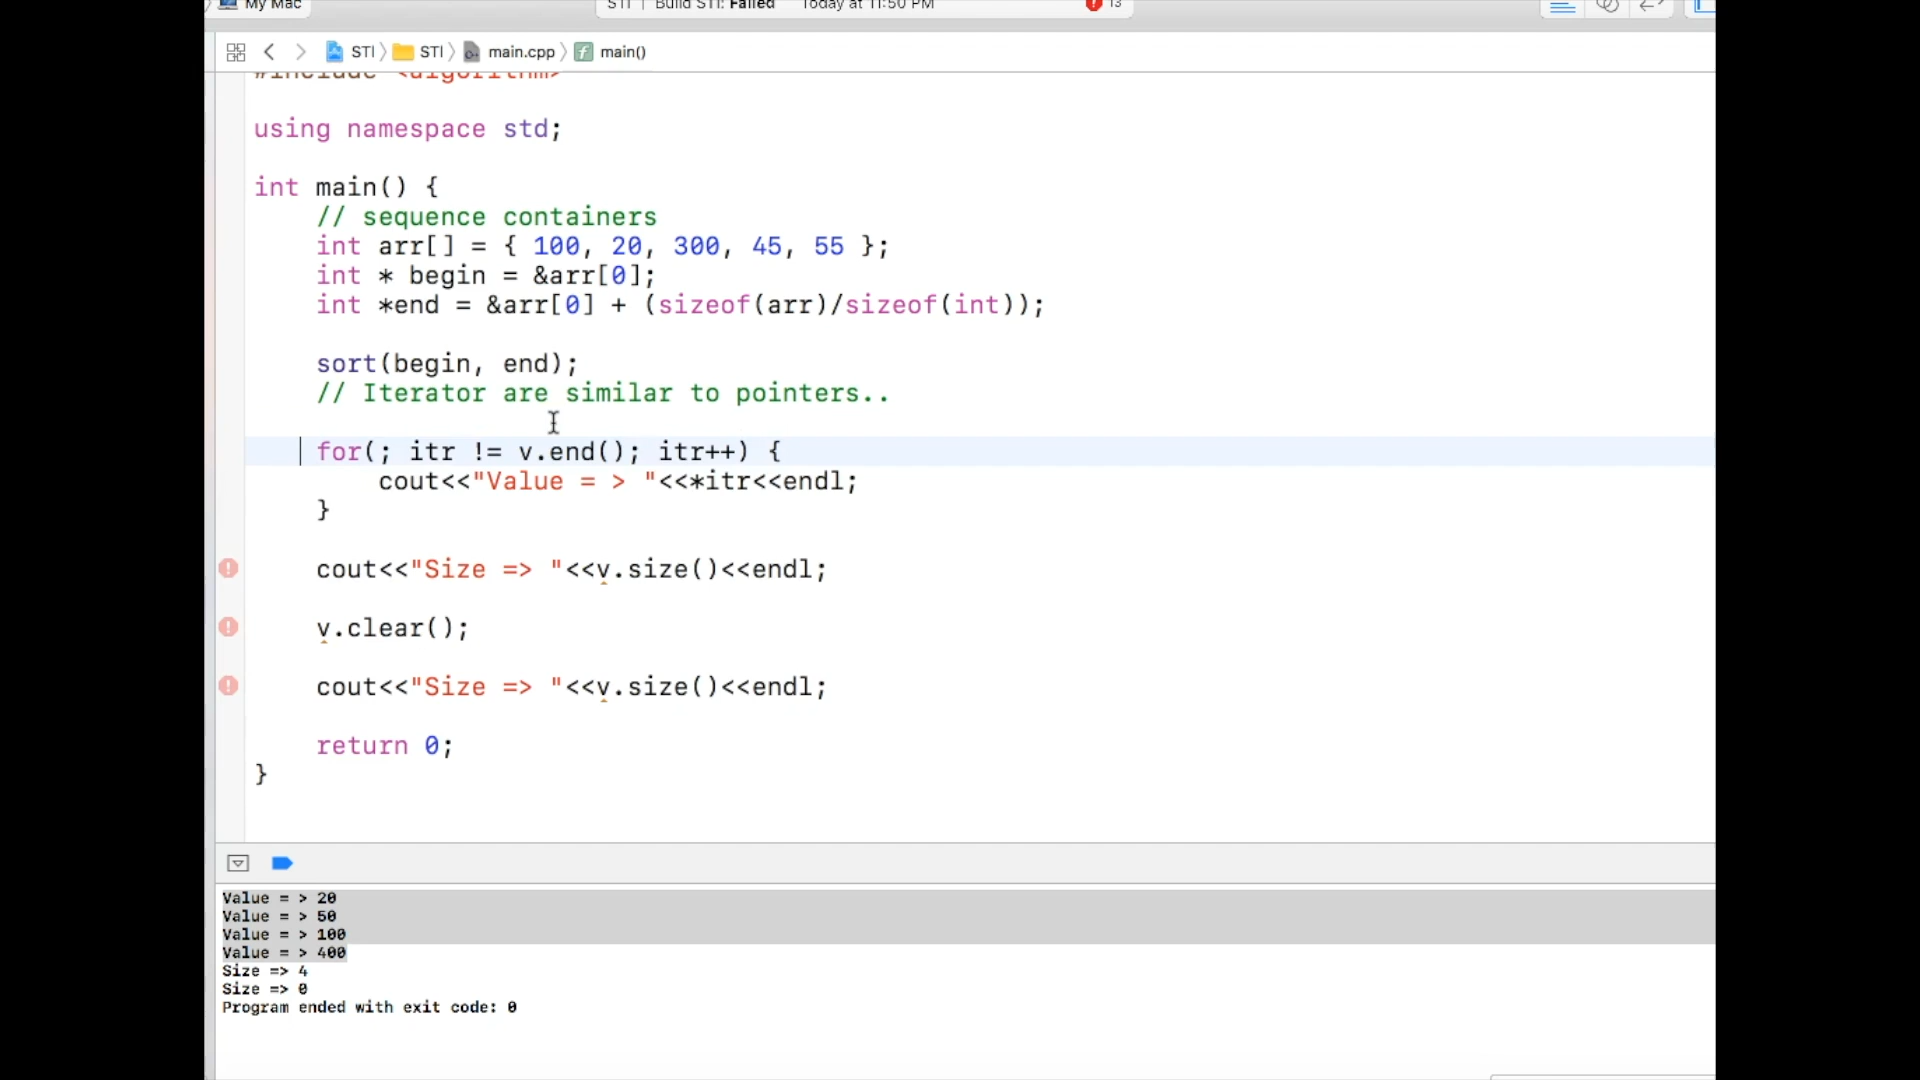 My Mac
STI | Build STI: Failed Today at 11:50 PM 13
STI STI main.cpp main()
#include <algorithm>
using namespace std;
int main() {
// sequence containers
int arr[] = { 100, 20, 300, 45, 55 };
int * begin = &arr[0];
int *end = &arr[0] + (sizeof(arr)/sizeof(int));
sort(begin, end);
// Iterator are similar to pointers..
for(; itr != v.end(); itr++) {
cout<<"Value = > "<<*itr<<endl;
}
cout<<"Size => "<<v.size()<<endl;
v.clear();
cout<<"Size => "<<v.size()<<endl;
return 0;
}
Value = > 20
Value = > 50
Value = > 100
Value = > 400
Size => 4
Size => 0
Program ended with exit code: 0